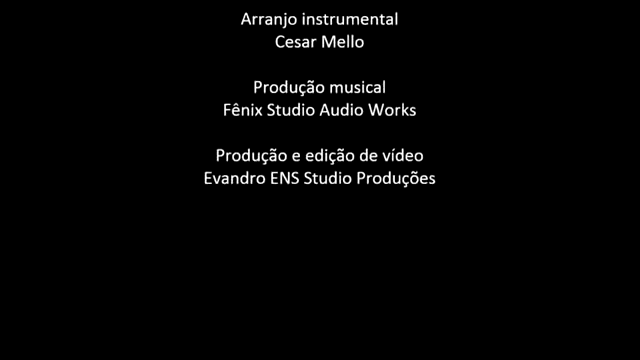 Arranjo instrumental
Cesar Mello
Produção musical
Fênix Studio Audio Works
Produção e edição de vídeo
Evandro ENS Studio Produções